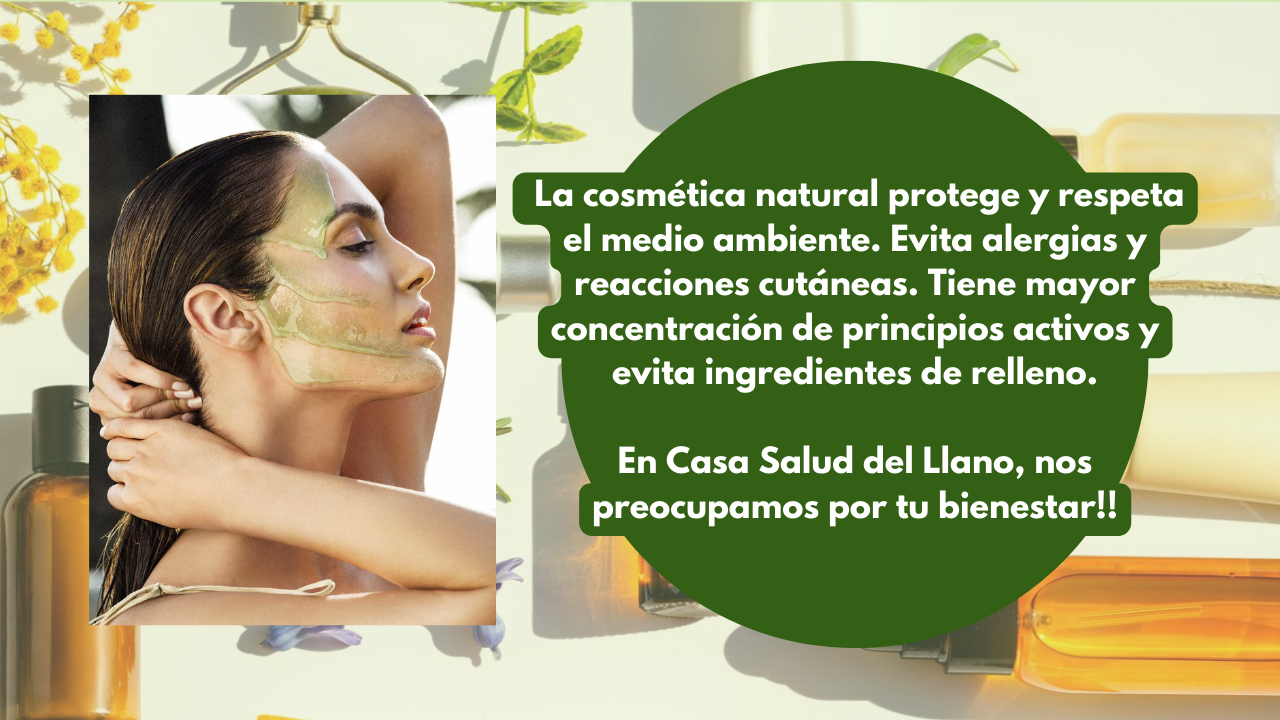 La cosmética natural protege y respeta
el medio ambiente. Evita alergias y
reacciones cutáneas. Tiene mayor
concentración de principios activos y
evita ingredientes de relleno.
En Casa Salud del Llano, nos
preocupamos por tu bienestar!!